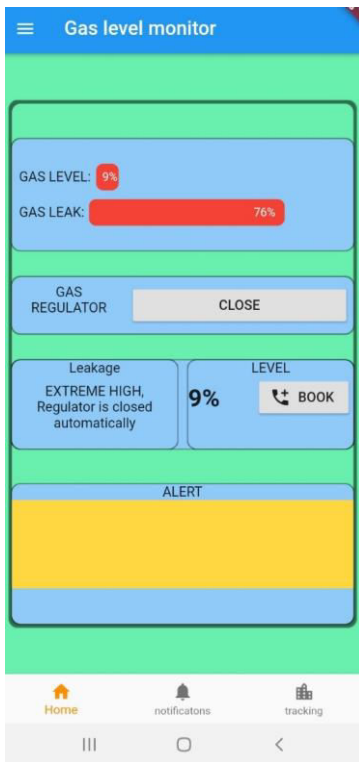 Gas level monitor
GAS LEVEL: 9%
GAS LEAK: 76%
GAS
REGULATOR
CLOSE
Leakage
EXTREME HIGH,
Regulator is closed
automatically
LEVEL
9% BOOK
ALERT
Home notificatons tracking